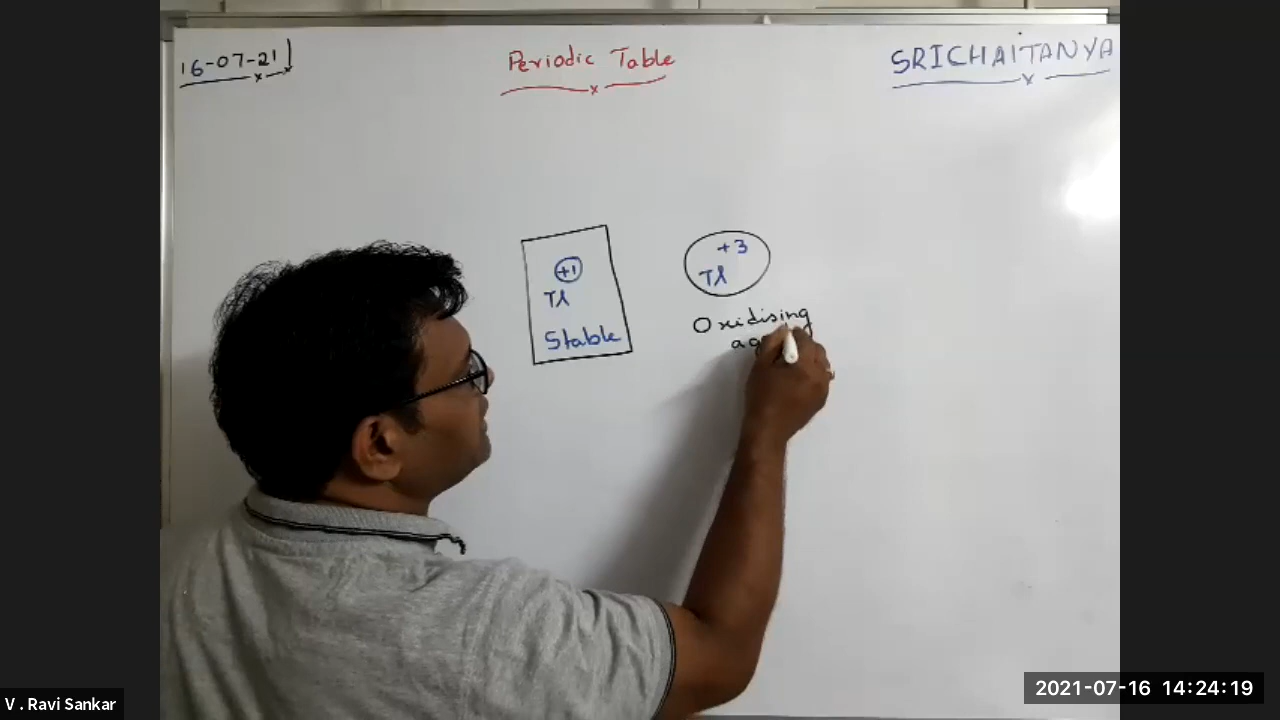 16-07-21
Periodic Table
SRICHAITANYA
+1
Tl
Stable
+3
Tl
Oxidising
V . Ravi Sankar
2021-07-16 14:24:19